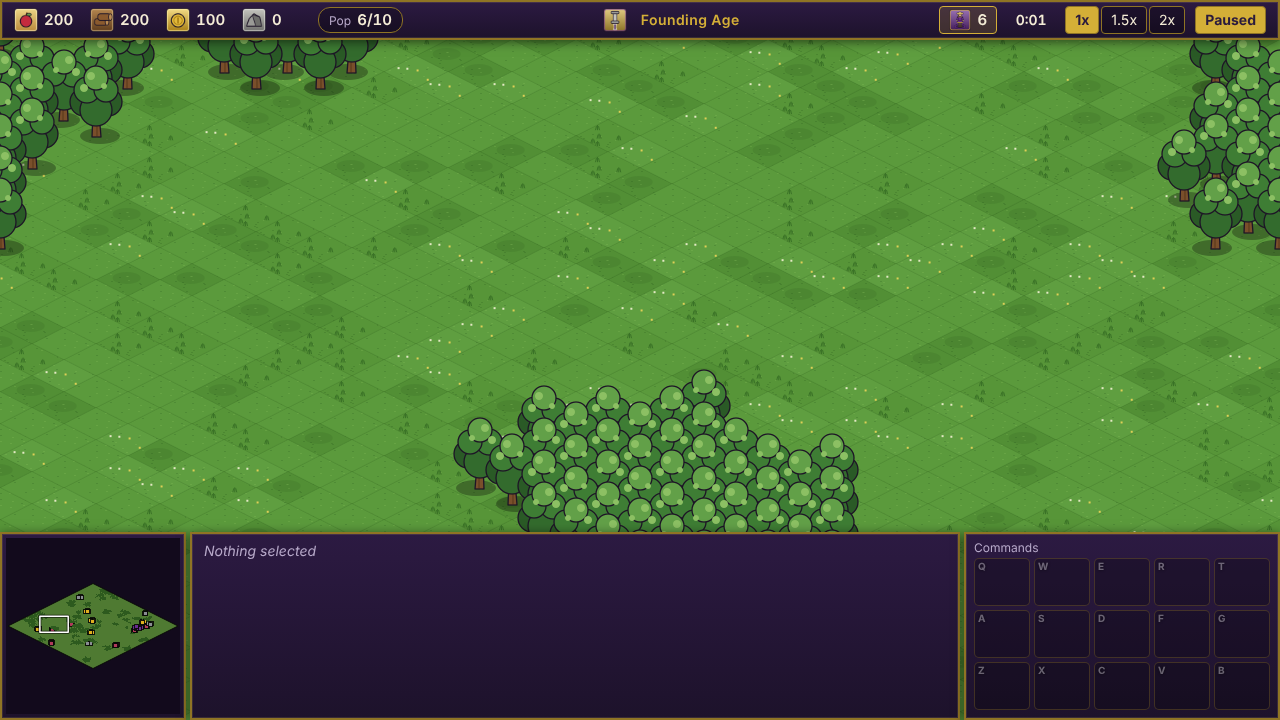 200
200
100
0
Pop 6/10
Founding Age
6
0:01
1x
1.5x
2x
Paused
Nothing selected
Commands
Q W E R T
A S D F G
Z X C V B